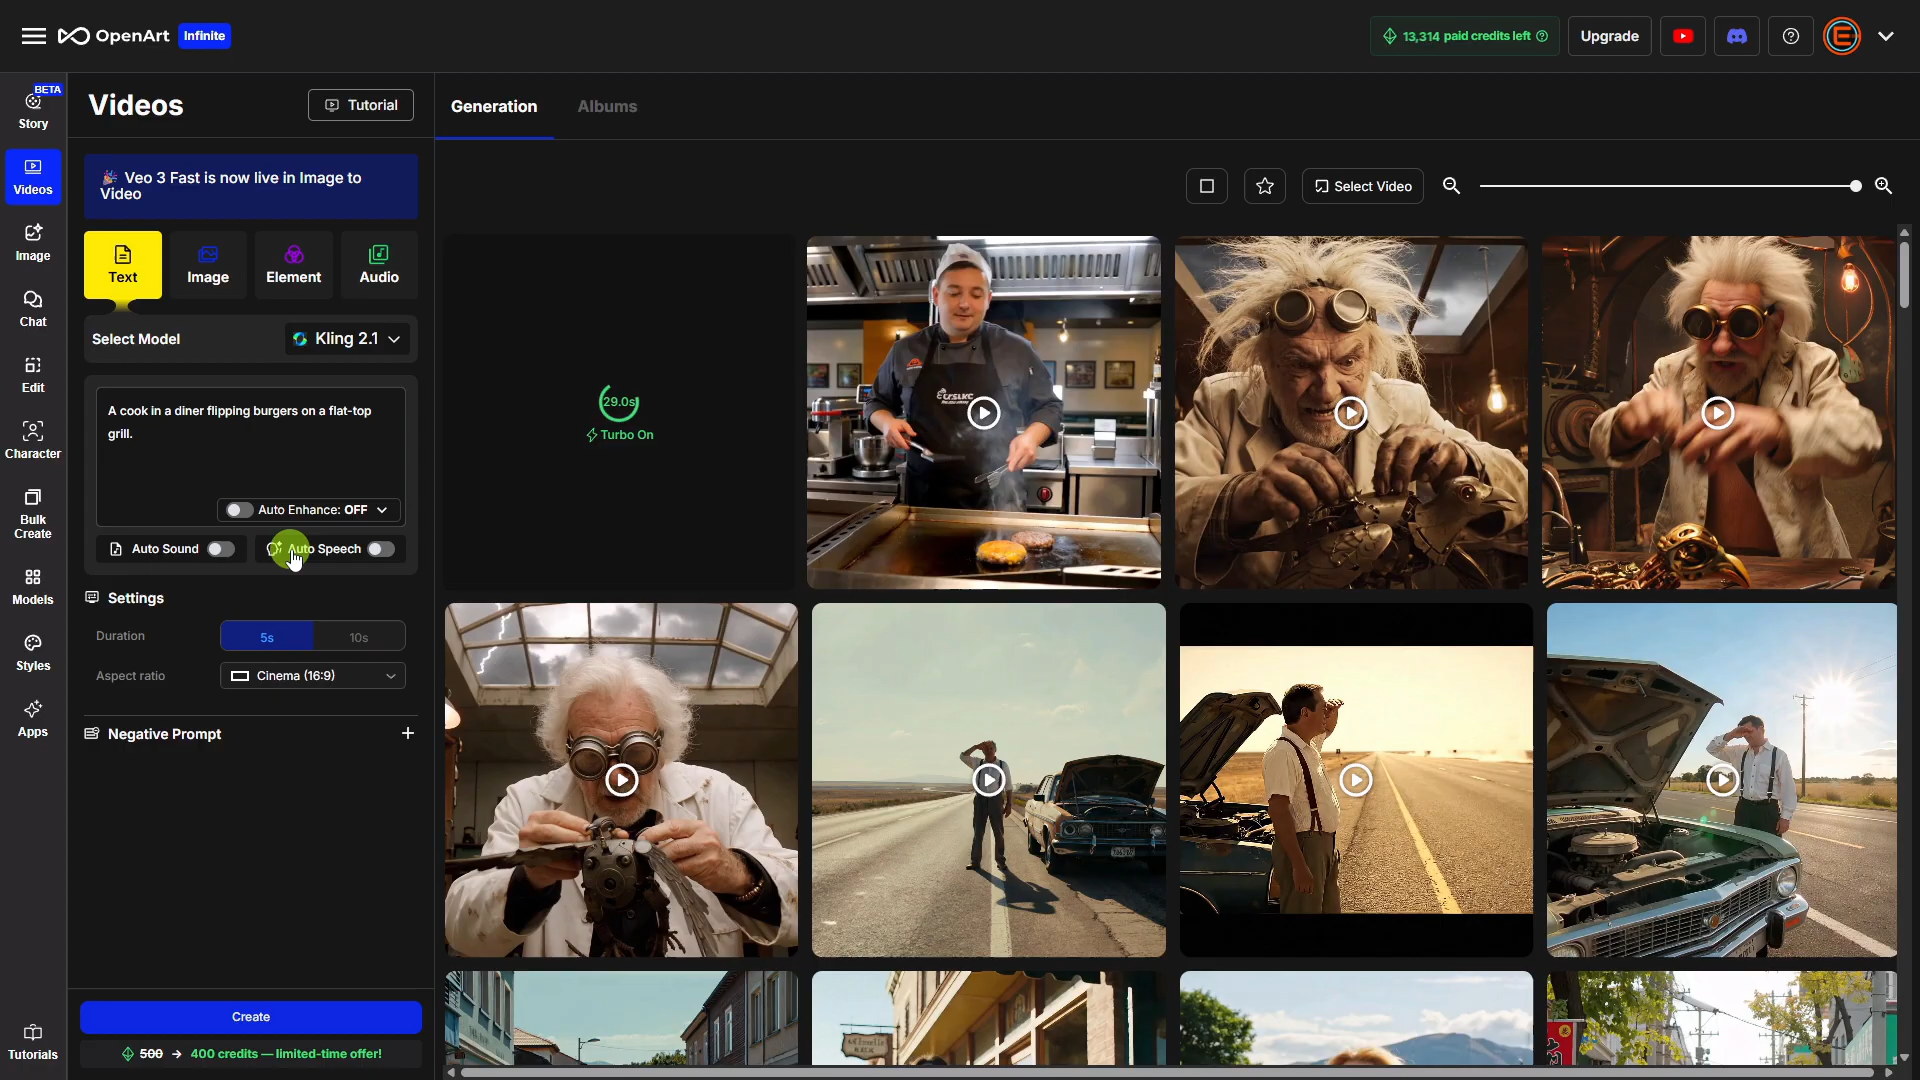 OpenArt Infinite
13,314 paid credits left
Upgrade
BETA
Story
Videos
Image
Chat
Edit
Character
Bulk
Create
Models
Styles
Apps
Tutorials
Videos
Tutorial
🎉 Veo 3 Fast is now live in Image to
Video
Text
Image
Element
Audio
Select Model
Kling 2.1
A cook in a diner flipping burgers on a flat-top
grill.
Auto Enhance: OFF
Auto Sound
Auto Speech
Settings
Duration
5s
10s
Aspect ratio
Cinema (16:9)
Negative Prompt
+
Create
500 → 400 credits — limited-time offer!
Generation
Albums
Select Video
29.0s
Turbo On